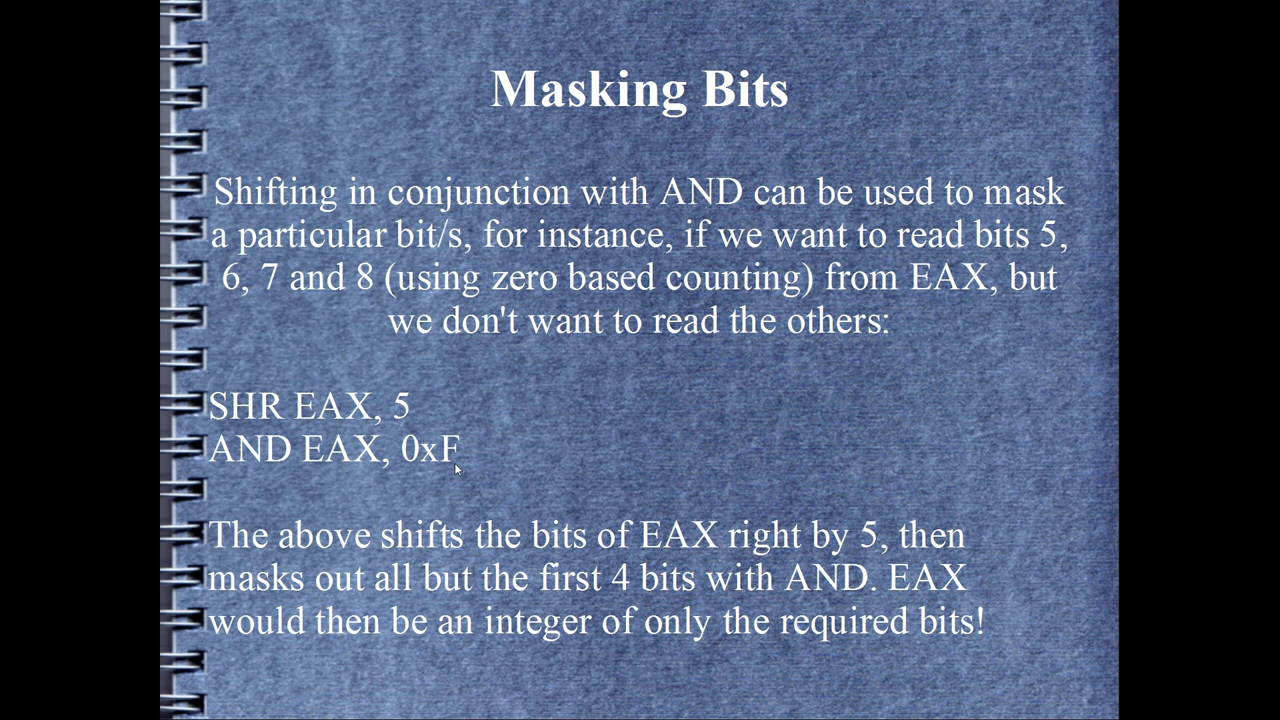 Masking Bits
Shifting in conjunction with AND can be used to mask
a particular bit/s, for instance, if we want to read bits 5,
6, 7 and 8 (using zero based counting) from EAX, but
we don't want to read the others:
SHR EAX, 5
AND EAX, 0xF
The above shifts the bits of EAX right by 5, then
masks out all but the first 4 bits with AND. EAX
would then be an integer of only the required bits!